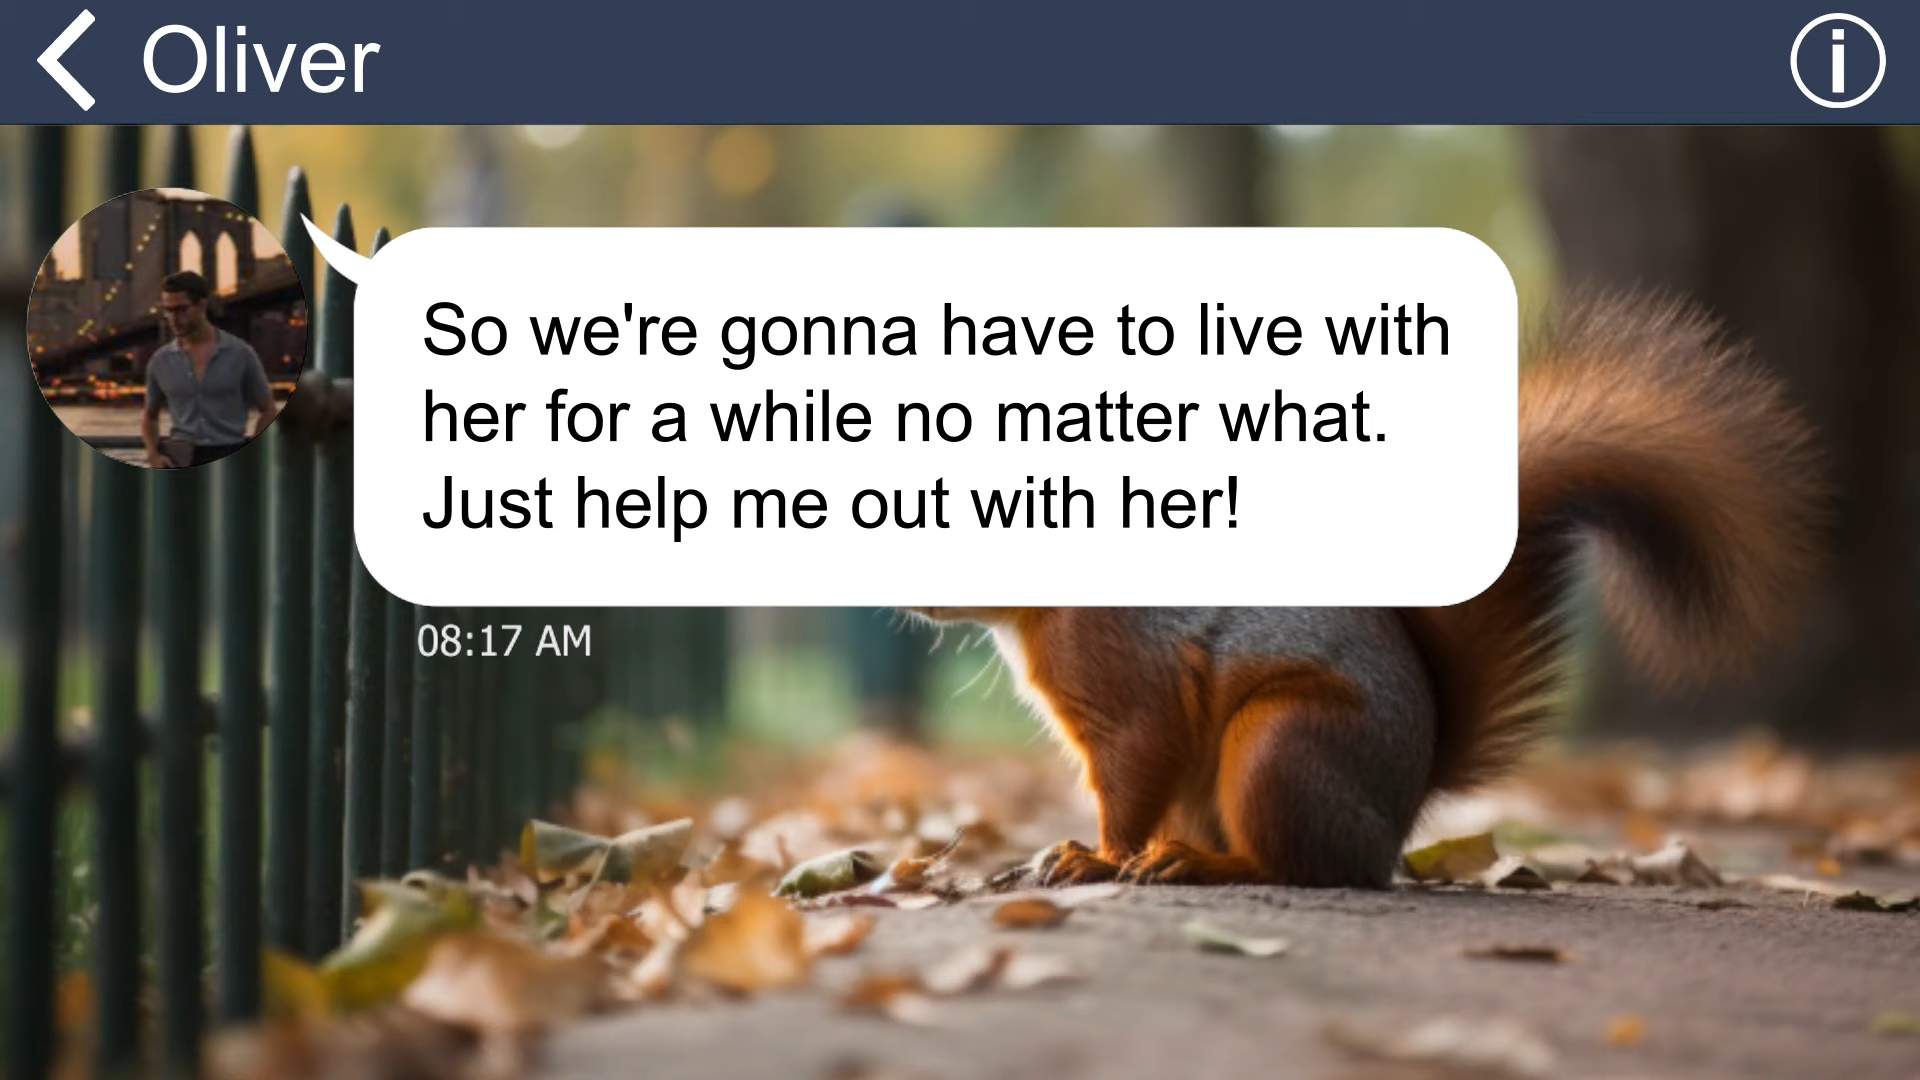 Oliver
So we're gonna have to live with
her for a while no matter what.
Just help me out with her!
08:17 AM